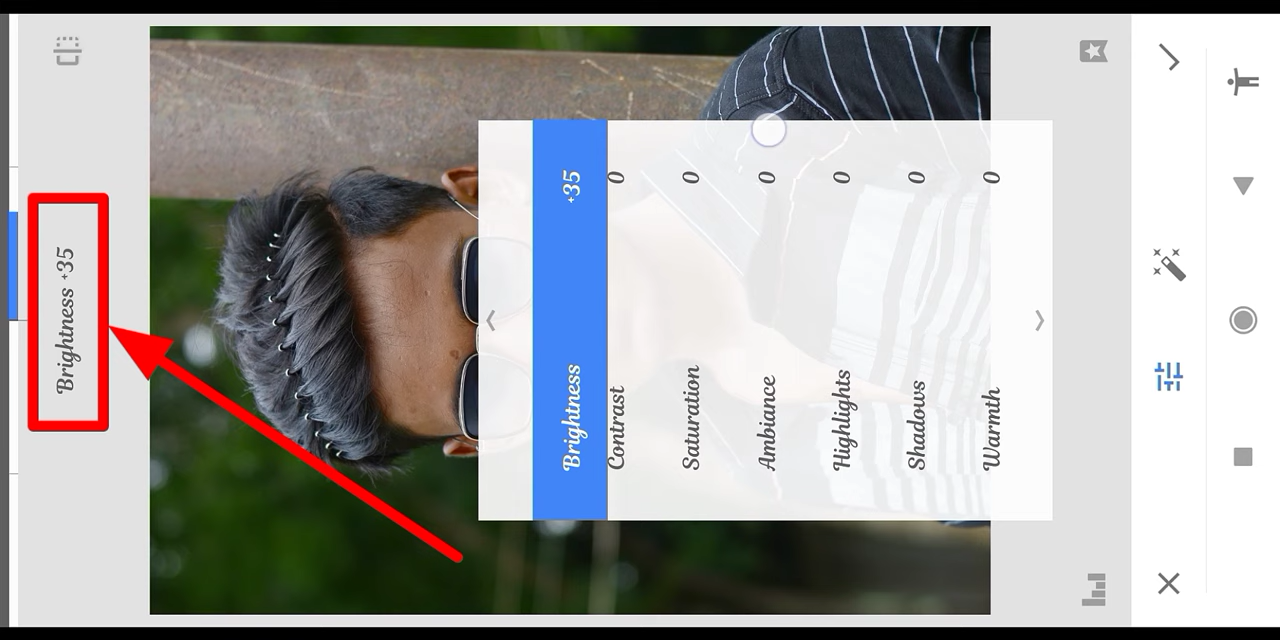 Brightness +35
Brightness +35
Contrast 0
Saturation 0
Ambiance 0
Highlights 0
Shadows 0
Warmth 0